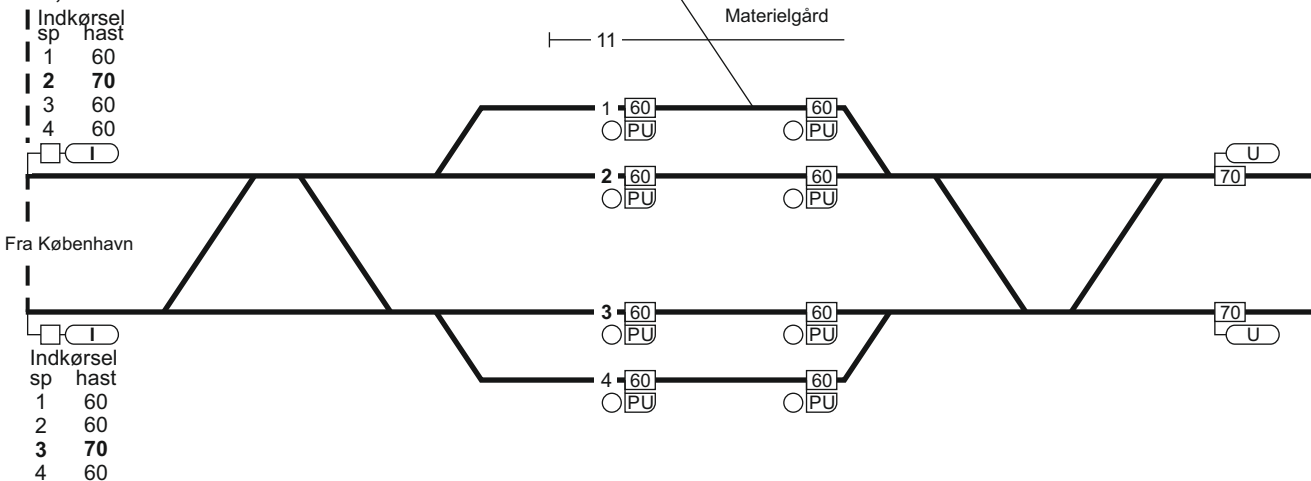 Indkørsel
sp hast
1 60
2 70
3 60
4 60
I
Materielgård
11
1 60 60
PU PU
2 60 60
PU PU
U
70
Fra København
3 60 60
PU PU
70
U
4 60 60
PU PU
I
Indkørsel
sp hast
1 60
2 60
3 70
4 60